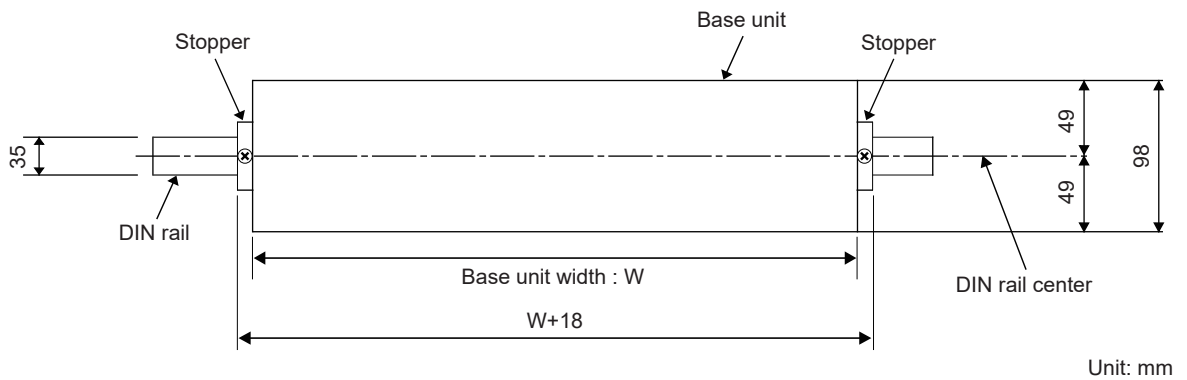 Base unit
Stopper
Stopper
35
49
98
49
DIN rail
Base unit width : W
DIN rail center
W+18
Unit: mm